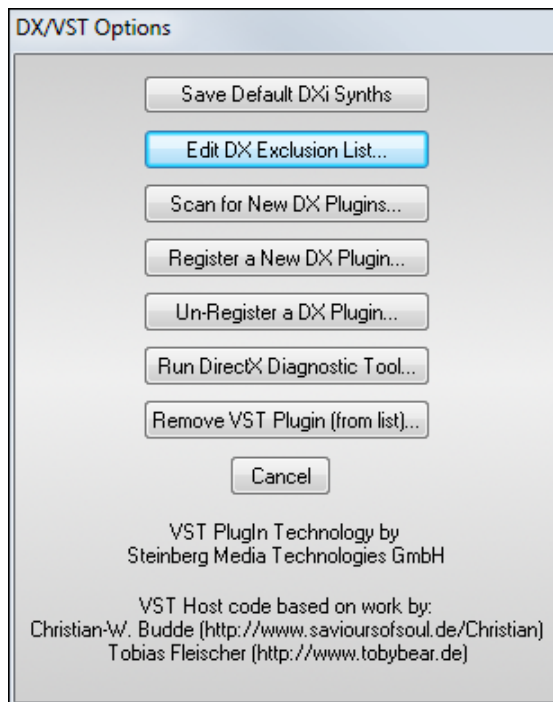 DX/VST Options
Save Default DXi Synths
Edit DX Exclusion List...
Scan for New DX Plugins...
Register a New DX Plugin...
Un-Register a DX Plugin...
Run DirectX Diagnostic Tool...
Remove VST Plugin (from list)...
Cancel
VST PlugIn Technology by
Steinberg Media Technologies GmbH
VST Host code based on work by:
Christian-W. Budde (http://www.savioursofsoul.de/Christian)
Tobias Fleischer (http://www.tobybear.de)